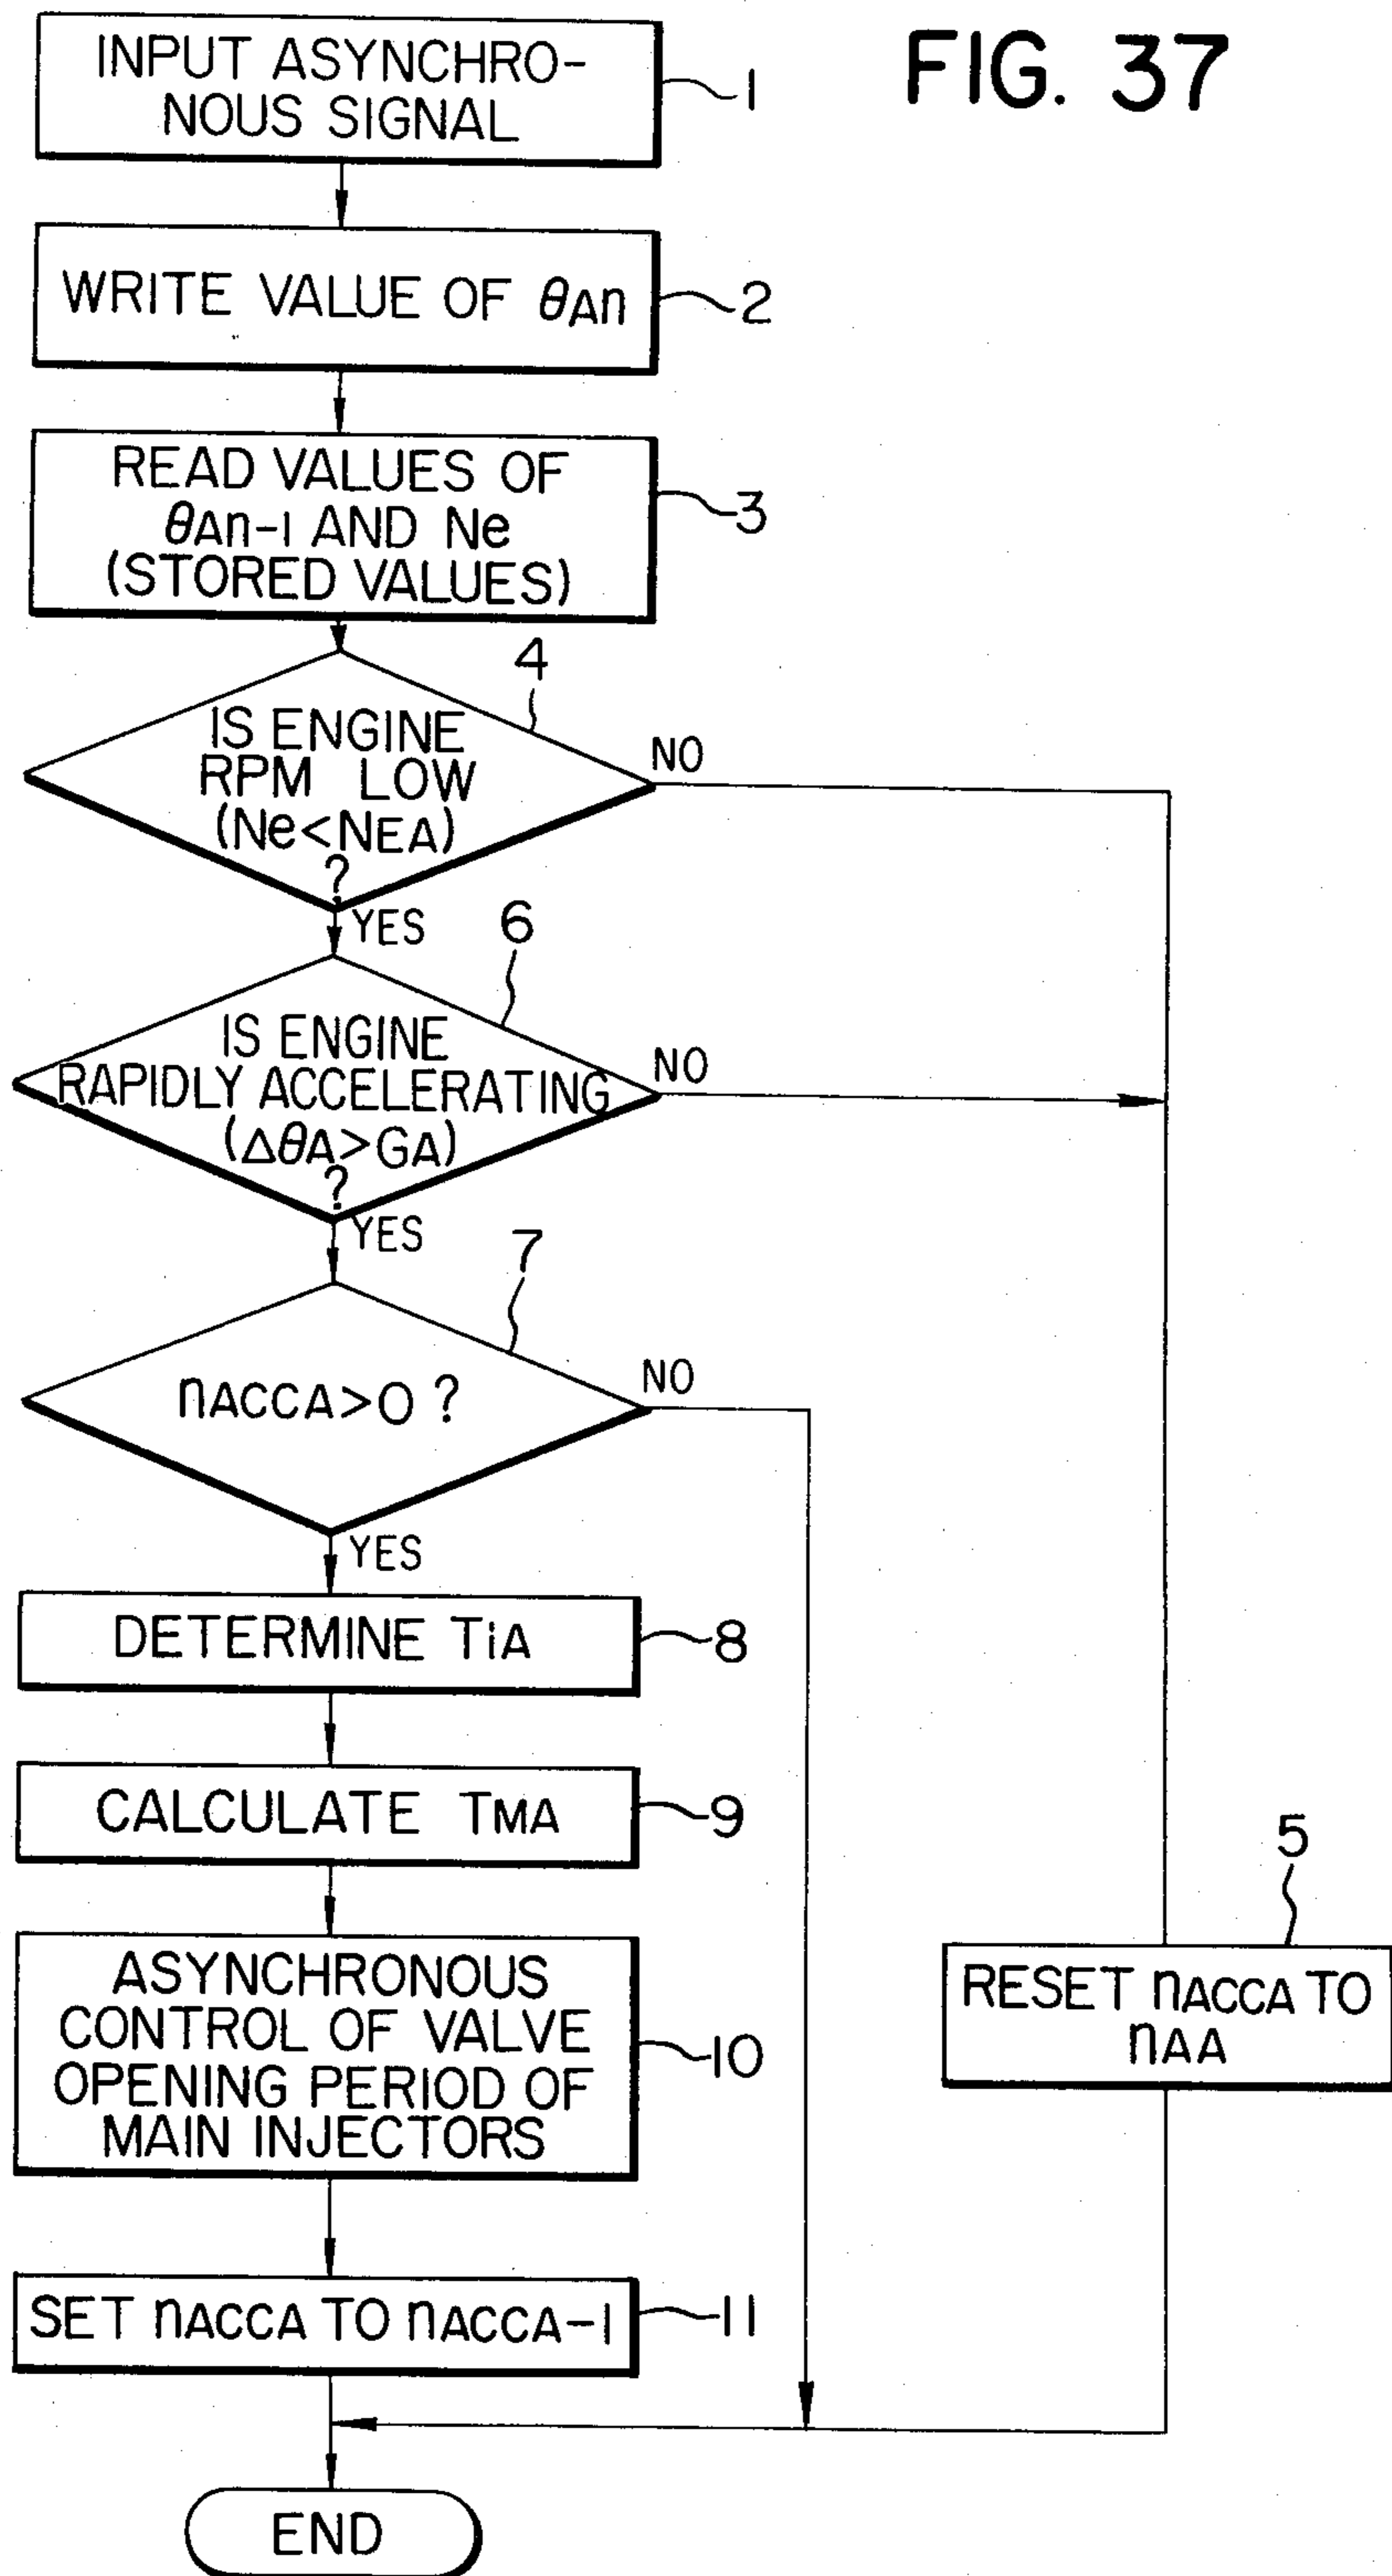 FIG. 37
INPUT ASYNCHRO-
NOUS SIGNAL
1
WRITE VALUE OF θAn
2
READ VALUES OF
θAn-1 AND Ne
(STORED VALUES)
3
4
IS ENGINE
RPM LOW
(Ne<NEA)
?
NO
YES
6
IS ENGINE
RAPIDLY ACCELERATING
(ΔθA>GA)
?
NO
YES
7
nACCA>0 ?
NO
YES
DETERMINE TiA
8
CALCULATE TMA
9
ASYNCHRONOUS
CONTROL OF VALVE
OPENING PERIOD OF
MAIN INJECTORS
10
5
RESET nACCA TO
nAA
SET nACCA TO nACCA-1
11
END